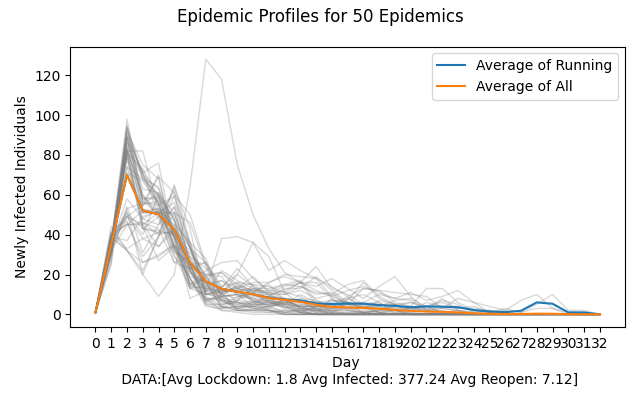 Epidemic Profiles for 50 Epidemics
Newly Infected Individuals
120
100
80
60
40
20
0
Average of Running
Average of All
0 1 2 3 4 5 6 7 8 9 10 11 12 13 14 15 16 17 18 19 20 21 22 23 24 25 26 27 28 29 30 31 32
Day
DATA:[Avg Lockdown: 1.8 Avg Infected: 377.24 Avg Reopen: 7.12]